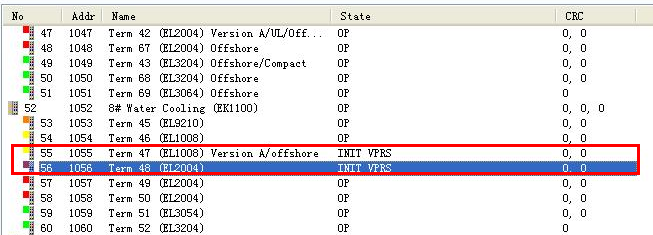 No Addr Name State CRC
47 1047 Term 42 (EL2004) Version A/UL/Off... OP 0, 0
48 1048 Term 67 (EL2004) Offshore OP 0, 0
49 1049 Term 43 (EL3204) Offshore/Compact OP 0, 0
50 1050 Term 68 (EL3204) Offshore OP 0, 0
51 1051 Term 69 (EL3064) Offshore OP 0
52 1052 8# Water Cooling (EK1100) OP 0, 0, 0
53 1053 Term 45 (EL9210) OP 0, 0
54 1054 Term 46 (EL1008) OP 0, 0
55 1055 Term 47 (EL1008) Version A/offshore INIT VPRS 0, 0
56 1056 Term 48 (EL2004) INIT VPRS 0, 0
57 1057 Term 49 (EL2004) OP 0, 0
58 1058 Term 50 (EL2004) OP 0, 0
59 1059 Term 51 (EL3054) OP 0, 0
60 1060 Term 52 (EL3204) OP 0